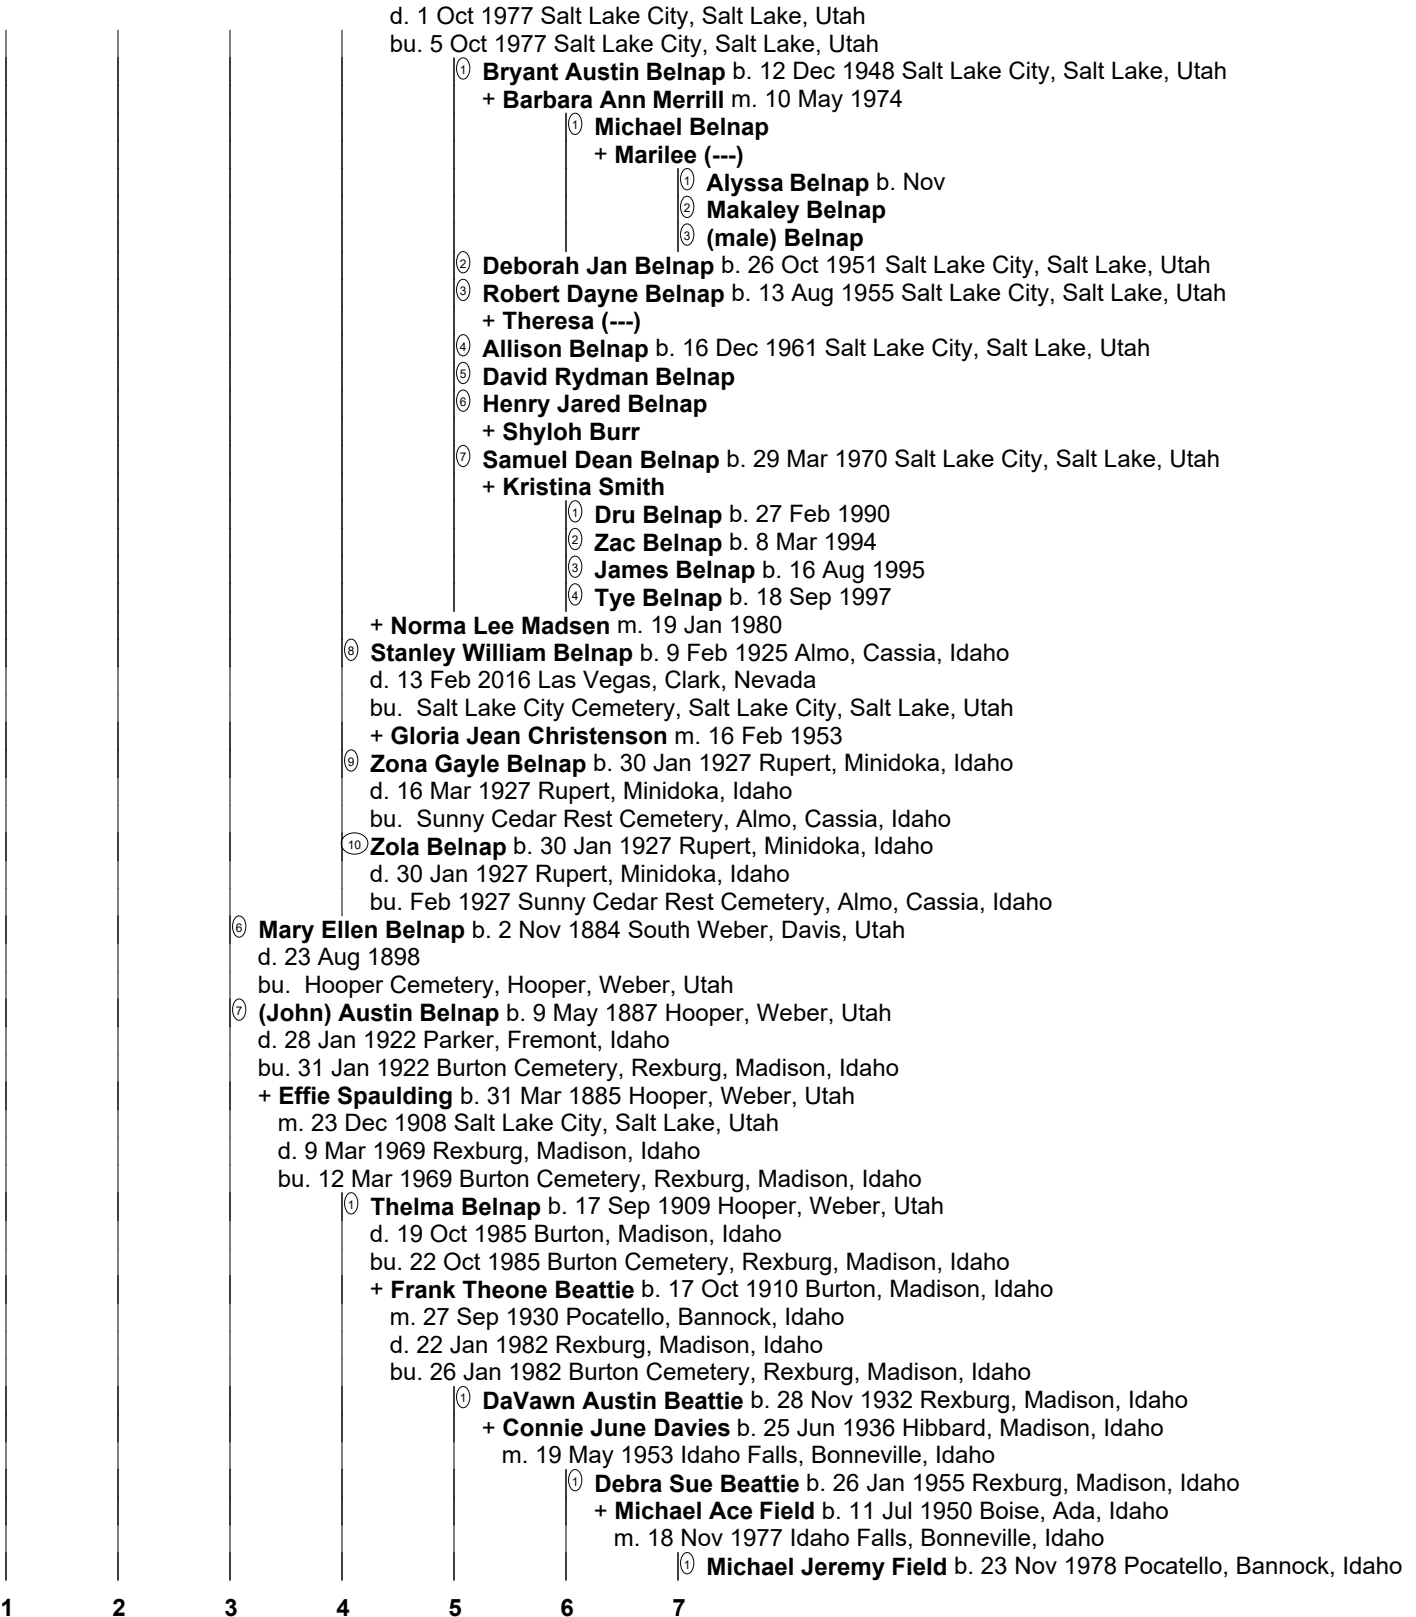 d. 1 Oct 1977 Salt Lake City, Salt Lake, Utah
bu. 5 Oct 1977 Salt Lake City, Salt Lake, Utah
1 Bryant Austin Belnap b. 12 Dec 1948 Salt Lake City, Salt Lake, Utah
+ Barbara Ann Merrill m. 10 May 1974
1 Michael Belnap
+ Marilee (---)
1 Alyssa Belnap b. Nov
2 Makaley Belnap
3 (male) Belnap
2 Deborah Jan Belnap b. 26 Oct 1951 Salt Lake City, Salt Lake, Utah
3 Robert Dayne Belnap b. 13 Aug 1955 Salt Lake City, Salt Lake, Utah
+ Theresa (---)
4 Allison Belnap b. 16 Dec 1961 Salt Lake City, Salt Lake, Utah
5 David Rydman Belnap
6 Henry Jared Belnap
+ Shyloh Burr
7 Samuel Dean Belnap b. 29 Mar 1970 Salt Lake City, Salt Lake, Utah
+ Kristina Smith
1 Dru Belnap b. 27 Feb 1990
2 Zac Belnap b. 8 Mar 1994
3 James Belnap b. 16 Aug 1995
4 Tye Belnap b. 18 Sep 1997
+ Norma Lee Madsen m. 19 Jan 1980
8 Stanley William Belnap b. 9 Feb 1925 Almo, Cassia, Idaho
d. 13 Feb 2016 Las Vegas, Clark, Nevada
bu. Salt Lake City Cemetery, Salt Lake City, Salt Lake, Utah
+ Gloria Jean Christenson m. 16 Feb 1953
9 Zona Gayle Belnap b. 30 Jan 1927 Rupert, Minidoka, Idaho
d. 16 Mar 1927 Rupert, Minidoka, Idaho
bu. Sunny Cedar Rest Cemetery, Almo, Cassia, Idaho
10 Zola Belnap b. 30 Jan 1927 Rupert, Minidoka, Idaho
d. 30 Jan 1927 Rupert, Minidoka, Idaho
bu. Feb 1927 Sunny Cedar Rest Cemetery, Almo, Cassia, Idaho
6 Mary Ellen Belnap b. 2 Nov 1884 South Weber, Davis, Utah
d. 23 Aug 1898
bu. Hooper Cemetery, Hooper, Weber, Utah
7 (John) Austin Belnap b. 9 May 1887 Hooper, Weber, Utah
d. 28 Jan 1922 Parker, Fremont, Idaho
bu. 31 Jan 1922 Burton Cemetery, Rexburg, Madison, Idaho
+ Effie Spaulding b. 31 Mar 1885 Hooper, Weber, Utah
m. 23 Dec 1908 Salt Lake City, Salt Lake, Utah
d. 9 Mar 1969 Rexburg, Madison, Idaho
bu. 12 Mar 1969 Burton Cemetery, Rexburg, Madison, Idaho
1 Thelma Belnap b. 17 Sep 1909 Hooper, Weber, Utah
d. 19 Oct 1985 Burton, Madison, Idaho
bu. 22 Oct 1985 Burton Cemetery, Rexburg, Madison, Idaho
+ Frank Theone Beattie b. 17 Oct 1910 Burton, Madison, Idaho
m. 27 Sep 1930 Pocatello, Bannock, Idaho
d. 22 Jan 1982 Rexburg, Madison, Idaho
bu. 26 Jan 1982 Burton Cemetery, Rexburg, Madison, Idaho
1 DaVawn Austin Beattie b. 28 Nov 1932 Rexburg, Madison, Idaho
+ Connie June Davies b. 25 Jun 1936 Hibbard, Madison, Idaho
m. 19 May 1953 Idaho Falls, Bonneville, Idaho
1 Debra Sue Beattie b. 26 Jan 1955 Rexburg, Madison, Idaho
+ Michael Ace Field b. 11 Jul 1950 Boise, Ada, Idaho
m. 18 Nov 1977 Idaho Falls, Bonneville, Idaho
1 Michael Jeremy Field b. 23 Nov 1978 Pocatello, Bannock, Idaho
1 2 3 4 5 6 7